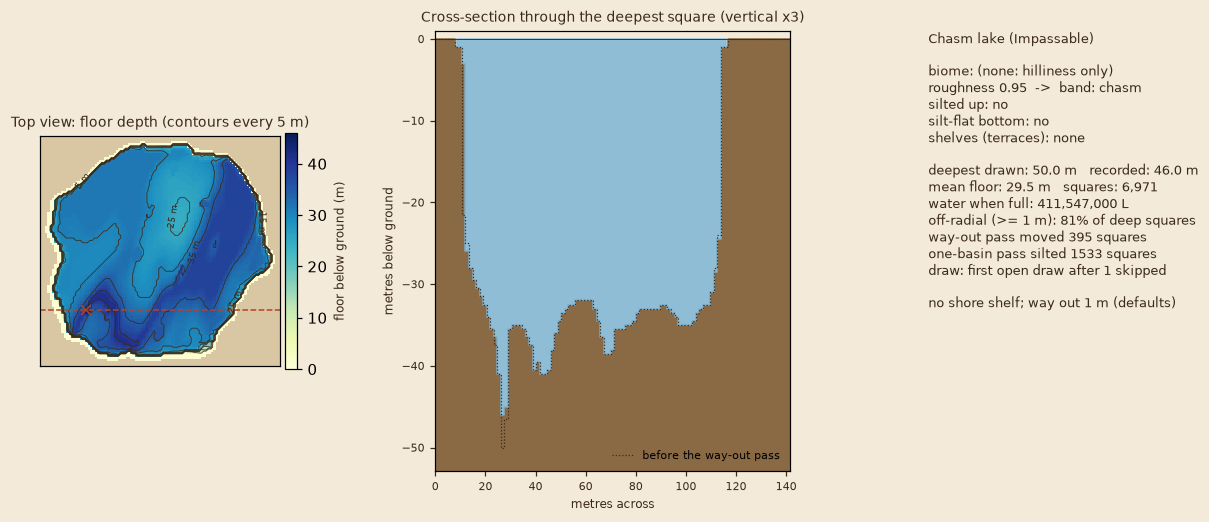 Top view: floor depth (contours every 5 m)
25 m
40
30
20
10
0
floor below ground (m)
Cross-section through the deepest square (vertical x3)
0
−10
−20
−30
−40
−50
metres below ground
before the way-out pass
0 20 40 60 80 100 120 140
metres across
Chasm lake (Impassable)
biome: (none: hilliness only)
roughness 0.95 -> band: chasm
silted up: no
silt-flat bottom: no
shelves (terraces): none
deepest drawn: 50.0 m recorded: 46.0 m
mean floor: 29.5 m squares: 6,971
water when full: 411,547,000 L
off-radial (>= 1 m): 81% of deep squares
way-out pass moved 395 squares
one-basin pass silted 1533 squares
draw: first open draw after 1 skipped
no shore shelf; way out 1 m (defaults)